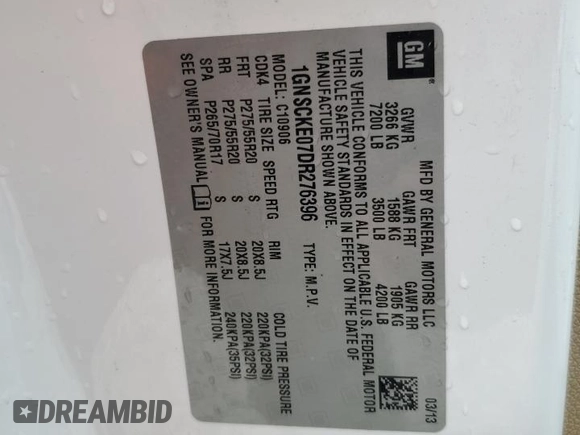 GM
MFD BY GENERAL MOTORS LLC
03/13
GVWR GAWR FRT GAWR RR
3266 KG 1588 KG 1905 KG
7200 LB 3500 LB 4200 LB
THIS VEHICLE CONFORMS TO ALL APPLICABLE U.S. FEDERAL MOTOR
VEHICLE SAFETY STANDARDS IN EFFECT ON THE DATE OF
MANUFACTURE SHOWN ABOVE.
1GNSCKE07DR276396 TYPE: M.P.V.
MODEL: C10906
CDK4 TIRE SIZE SPEED RTG RIM COLD TIRE PRESSURE
FRT P275/55R20 S 20X8.5J 220KPA(32PSI)
RR P275/55R20 S 20X8.5J 220KPA(32PSI)
SPA P265/70R17 S 17X7.5J 240KPA(35PSI)
SEE OWNER'S MANUAL FOR MORE INFORMATION.
DREAMBID